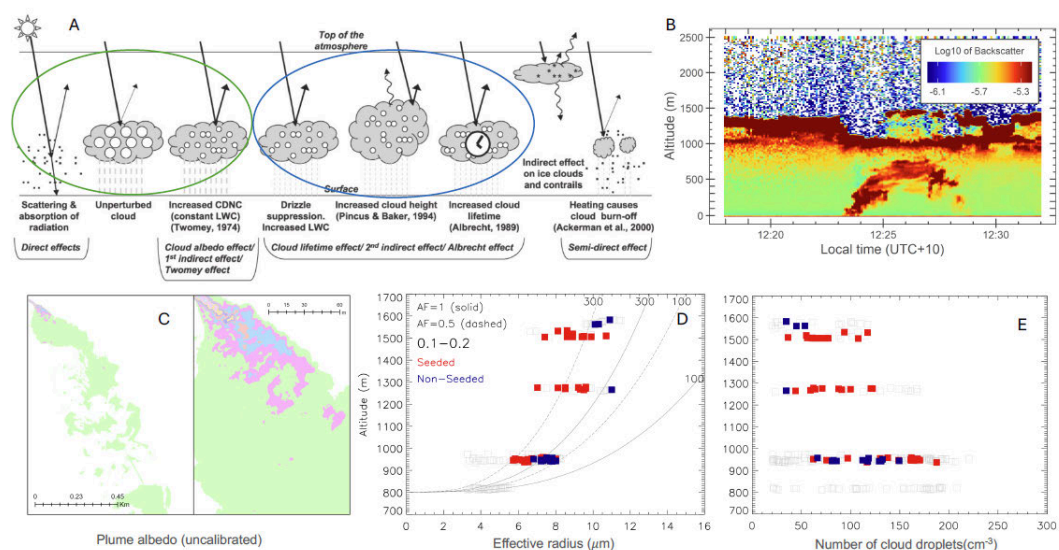 A
Top of the
atmosphere
Surface
Indirect effect
on ice clouds
and contrails
Scattering &
absorption of
radiation
Unperturbed
cloud
Increased CDNC
(constant LWC)
(Twomey, 1974)
Drizzle
suppression.
Increased LWC
Increased cloud height
(Pincus & Baker, 1994)
Increased cloud
lifetime
(Albrecht, 1989)
Heating causes
cloud burn-off
(Ackerman et al., 2000)
Direct effects
Cloud albedo effect/
1st indirect effect/
Twomey effect
Cloud lifetime effect/ 2nd indirect effect/ Albrecht effect
Semi-direct effect
B
Log10 of Backscatter
-6.1 -5.7 -5.3
Altitude (m)
2500
2000
1500
1000
500
0
12:20 12:25 12:30
Local time (UTC+10)
C
0 20 40 60
m
0 0.23 0.45
Km
Plume albedo (uncalibrated)
D
AF=1 (solid)
AF=0.5 (dashed)
0.1-0.2
Seeded
Non-Seeded
300 300 100
100
Altitude (m)
1700
1600
1500
1400
1300
1200
1100
1000
900
800
700
0 2 4 6 8 10 12 14 16
Effective radius (μm)
E
1700
1600
1500
1400
1300
1200
1100
1000
900
800
700
0 50 100 150 200 250 300
Number of cloud droplets(cm-3)